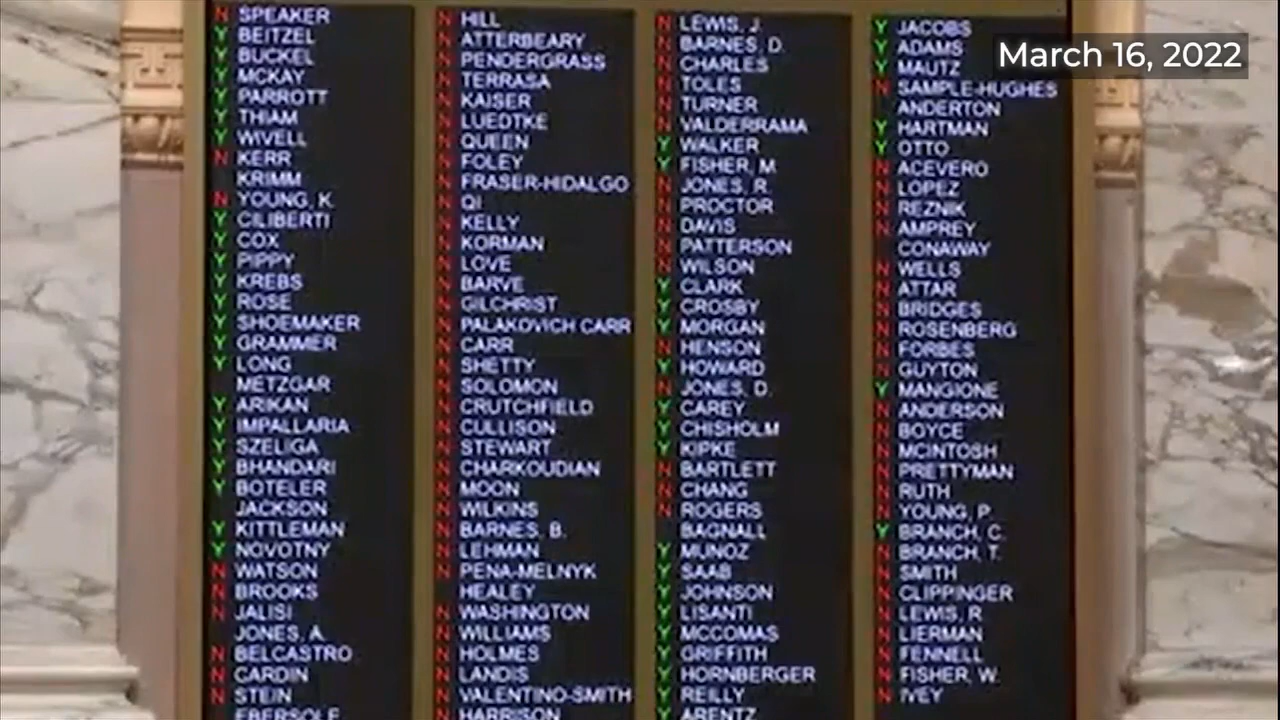 March 16, 2022
N SPEAKER
Y BEITZEL
Y BUCKEL
Y MCKAY
Y PARROTT
Y THIAM
Y WIVELL
N KERR
KRIMM
N YOUNG, K.
Y CILIBERTI
Y COX
Y PIPPY
Y KREBS
Y ROSE
Y SHOEMAKER
Y GRAMMER
Y LONG
METZGAR
Y ARIKAN
Y IMPALLARIA
Y SZELIGA
Y BHANDARI
Y BOTELER
JACKSON
Y KITTLEMAN
Y NOVOTNY
N WATSON
N BROOKS
N JALISI
JONES, A.
N BELCASTRO
N CARDIN
N STEIN
EBERSOLE
N HILL
N ATTERBEARY
N PENDERGRASS
N TERRASA
N KAISER
N LUEDTKE
N QUEEN
N FOLEY
N FRASER-HIDALGO
N QI
N KELLY
N KORMAN
N LOVE
N BARVE
N GILCHRIST
N PALAKOVICH CARR
N CARR
N SHETTY
N SOLOMON
N CRUTCHFIELD
N CULLISON
N STEWART
N CHARKOUDIAN
N MOON
N WILKINS
N BARNES, B.
N LEHMAN
N PENA-MELNYK
HEALEY
N WASHINGTON
N WILLIAMS
N HOLMES
N LANDIS
N VALENTINO-SMITH
N HARRISON
N LEWIS, J.
N BARNES, D.
N CHARLES
N TOLES
N TURNER
N VALDERRAMA
Y WALKER
Y FISHER, M
N JONES, R.
N PROCTOR
N DAVIS
N PATTERSON
N WILSON
Y CLARK
Y CROSBY
Y MORGAN
N HENSON
Y HOWARD
N JONES, D.
Y CAREY
Y CHISHOLM
Y KIPKE
N BARTLETT
N CHANG
N ROGERS
BAGNALL
Y MUNOZ
Y SAAB
Y JOHNSON
Y LISANTI
Y MCCOMAS
Y GRIFFITH
Y HORNBERGER
Y REILLY
Y ARENTZ
Y JACOBS
Y ADAMS
Y MAUTZ
N SAMPLE-HUGHES
ANDERTON
Y HARTMAN
Y OTTO
N ACEVERO
N LOPEZ
N REZNIK
N AMPREY
CONAWAY
N WELLS
N ATTAR
N BRIDGES
N ROSENBERG
N FORBES
N GUYTON
Y MANGIONE
N ANDERSON
N BOYCE
N MCINTOSH
N PRETTYMAN
N RUTH
N YOUNG, P.
Y BRANCH, C.
N BRANCH, T.
N SMITH
N CLIPPINGER
N LEWIS, R
N LIERMAN
N FENNELL
N FISHER, W.
N IVEY